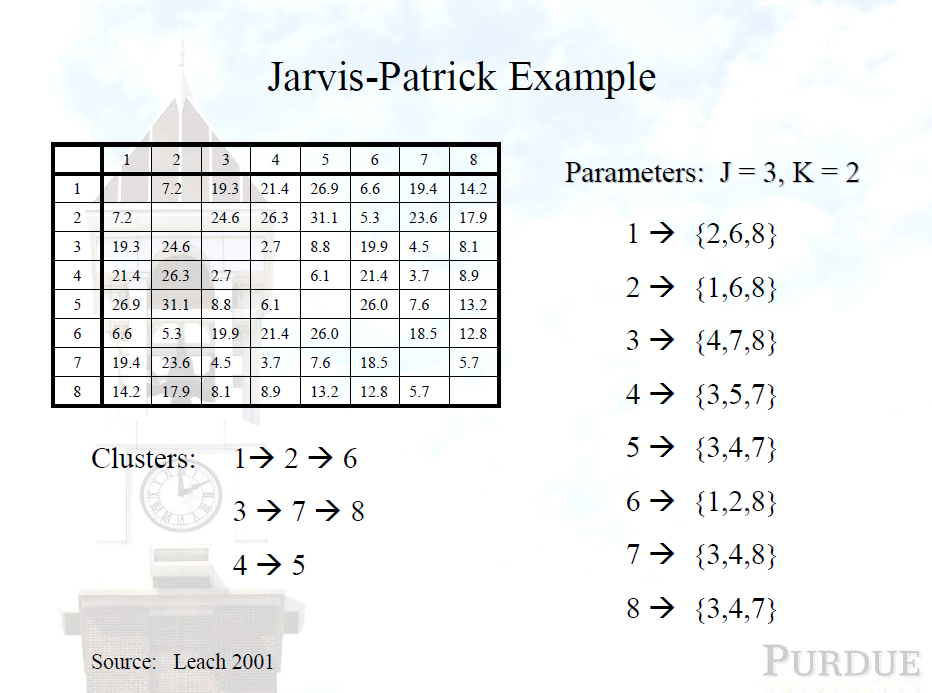 Jarvis-Patrick Example
1 2 3 4 5 6 7 8
1 7.2 19.3 21.4 26.9 6.6 19.4 14.2
2 7.2 24.6 26.3 31.1 5.3 23.6 17.9
3 19.3 24.6 2.7 8.8 19.9 4.5 8.1
4 21.4 26.3 2.7 6.1 21.4 3.7 8.9
5 26.9 31.1 8.8 6.1 26.0 7.6 13.2
6 6.6 5.3 19.9 21.4 26.0 18.5 12.8
7 19.4 23.6 4.5 3.7 7.6 18.5 5.7
8 14.2 17.9 8.1 8.9 13.2 12.8 5.7
Clusters: 1→ 2 → 6
3 → 7 → 8
4 → 5
Source: Leach 2001
Parameters: J = 3, K = 2
1 → {2,6,8}
2 → {1,6,8}
3 → {4,7,8}
4 → {3,5,7}
5 → {3,4,7}
6 → {1,2,8}
7 → {3,4,8}
8 → {3,4,7}
PURDUE